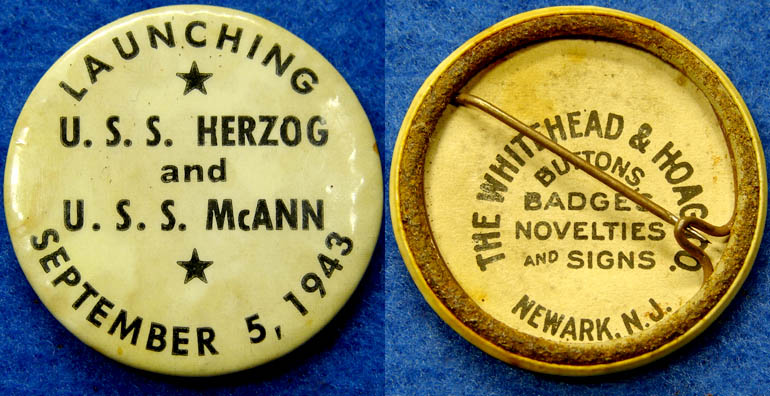 LAUNCHING
U. S. S. HERZOG
and
U. S. S. McANN
SEPTEMBER 5, 1943
THE WHITEHEAD & HOAG CO.
BUTTONS,
BADGES
NOVELTIES
AND SIGNS.
NEWARK, N. J.